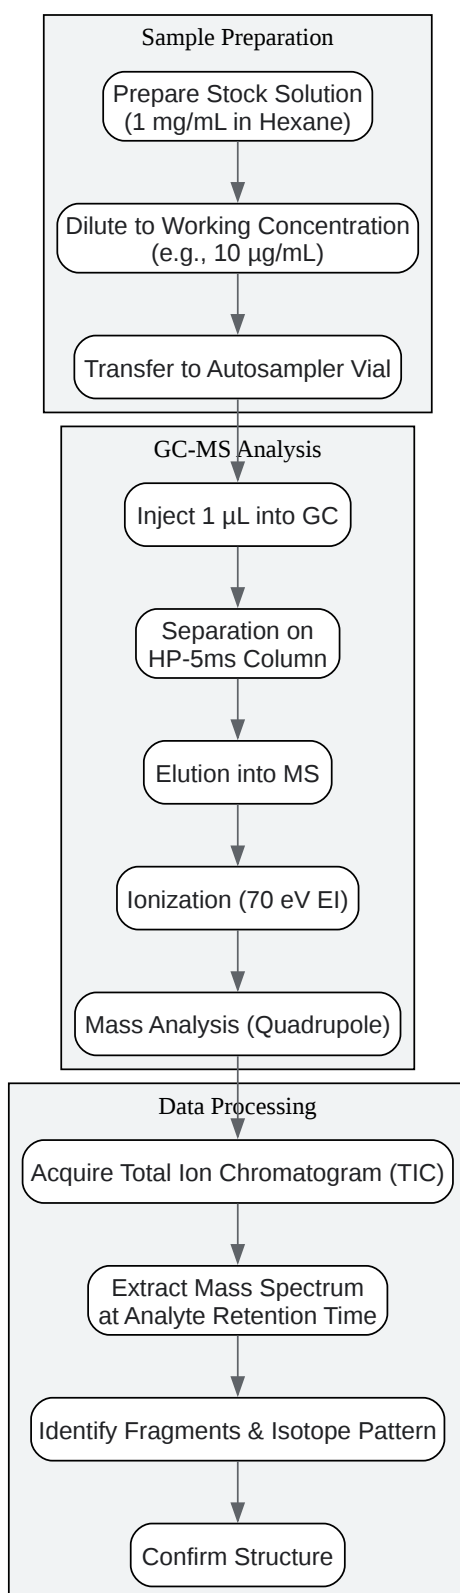 Sample Preparation
Prepare Stock Solution
(1 mg/mL in Hexane)
Dilute to Working Concentration
(e.g., 10 µg/mL)
Transfer to Autosampler Vial
GC-MS Analysis
Inject 1 µL into GC
Separation on
HP-5ms Column
Elution into MS
Ionization (70 eV EI)
Mass Analysis (Quadrupole)
Data Processing
Acquire Total Ion Chromatogram (TIC)
Extract Mass Spectrum
at Analyte Retention Time
Identify Fragments & Isotope Pattern
Confirm Structure